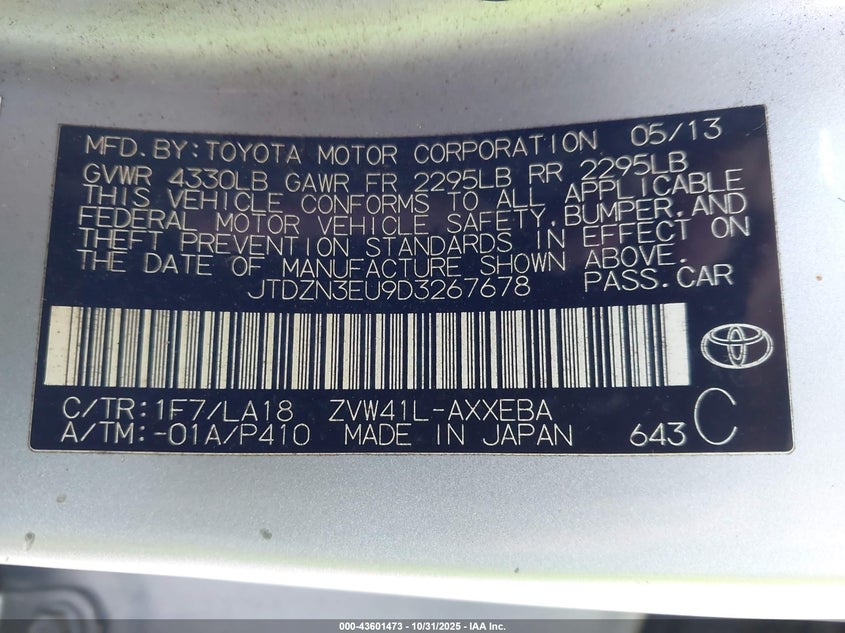 MFD.BY:TOYOTA MOTOR CORPORATION 05/13
GVWR 4330LB GAWR FR 2295LB RR 2295LB
THIS VEHICLE CONFORMS TO ALL APPLICABLE
FEDERAL MOTOR VEHICLE SAFETY,BUMPER,AND
THEFT PREVENTION STANDARDS IN EFFECT ON
THE DATE OF MANUFACTURE SHOWN ABOVE.
JTDZN3EU9D3267678 PASS.CAR
C/TR:1F7/LA18 ZVW41L-AXXEBA
A/TM:-01A/P410 MADE IN JAPAN 643 C
000-43601473 - 10/31/2025 - IAA Inc.